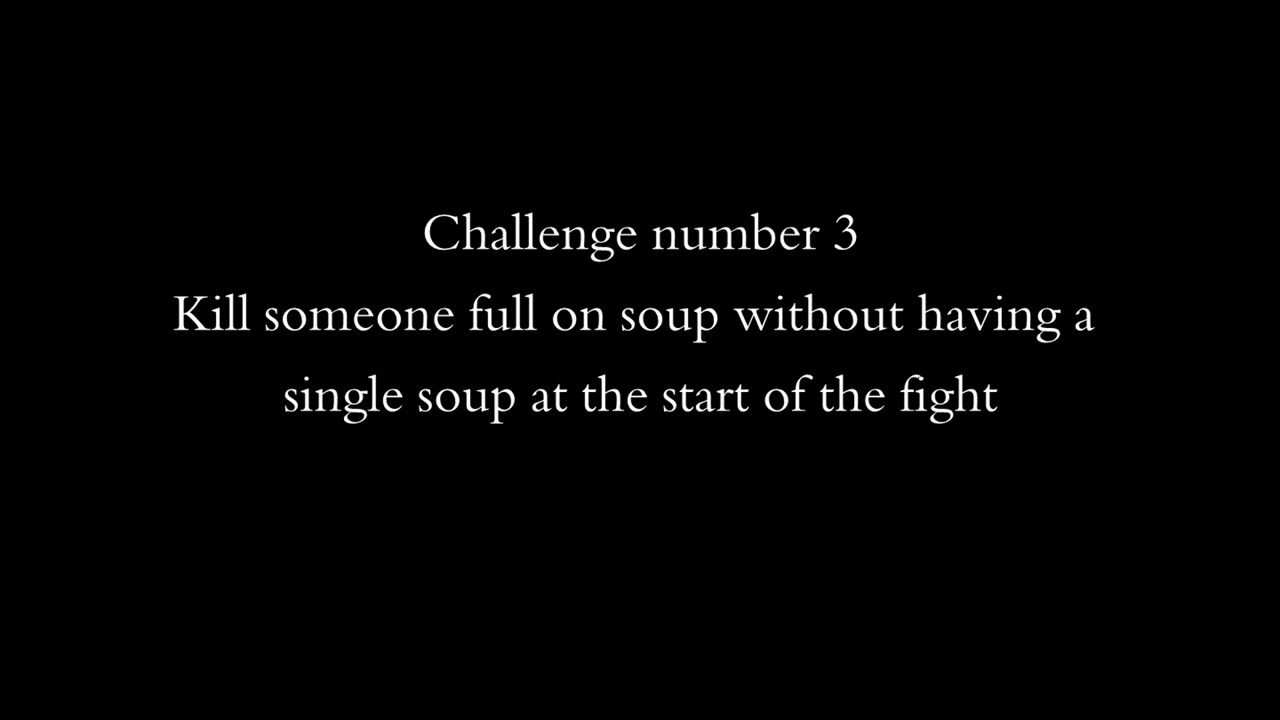 Challenge number 3
Kill someone full on soup without having a
single soup at the start of the fight